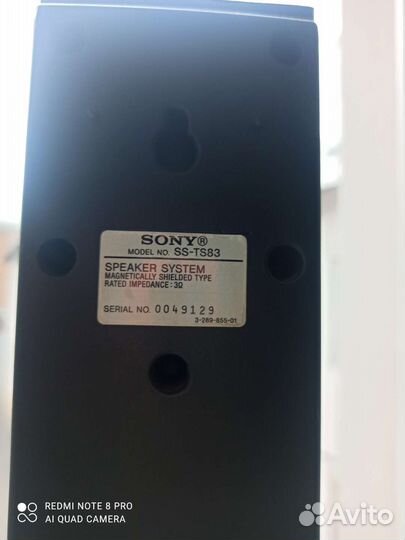 SONY®
MODEL NO. SS-TS83
SPEAKER SYSTEM
MAGNETICALLY SHIELDED TYPE
RATED IMPEDANCE: 3Ω
SERIAL NO. 0049129
3-289-855-01
REDMI NOTE 8 PRO
AI QUAD CAMERA
Avito